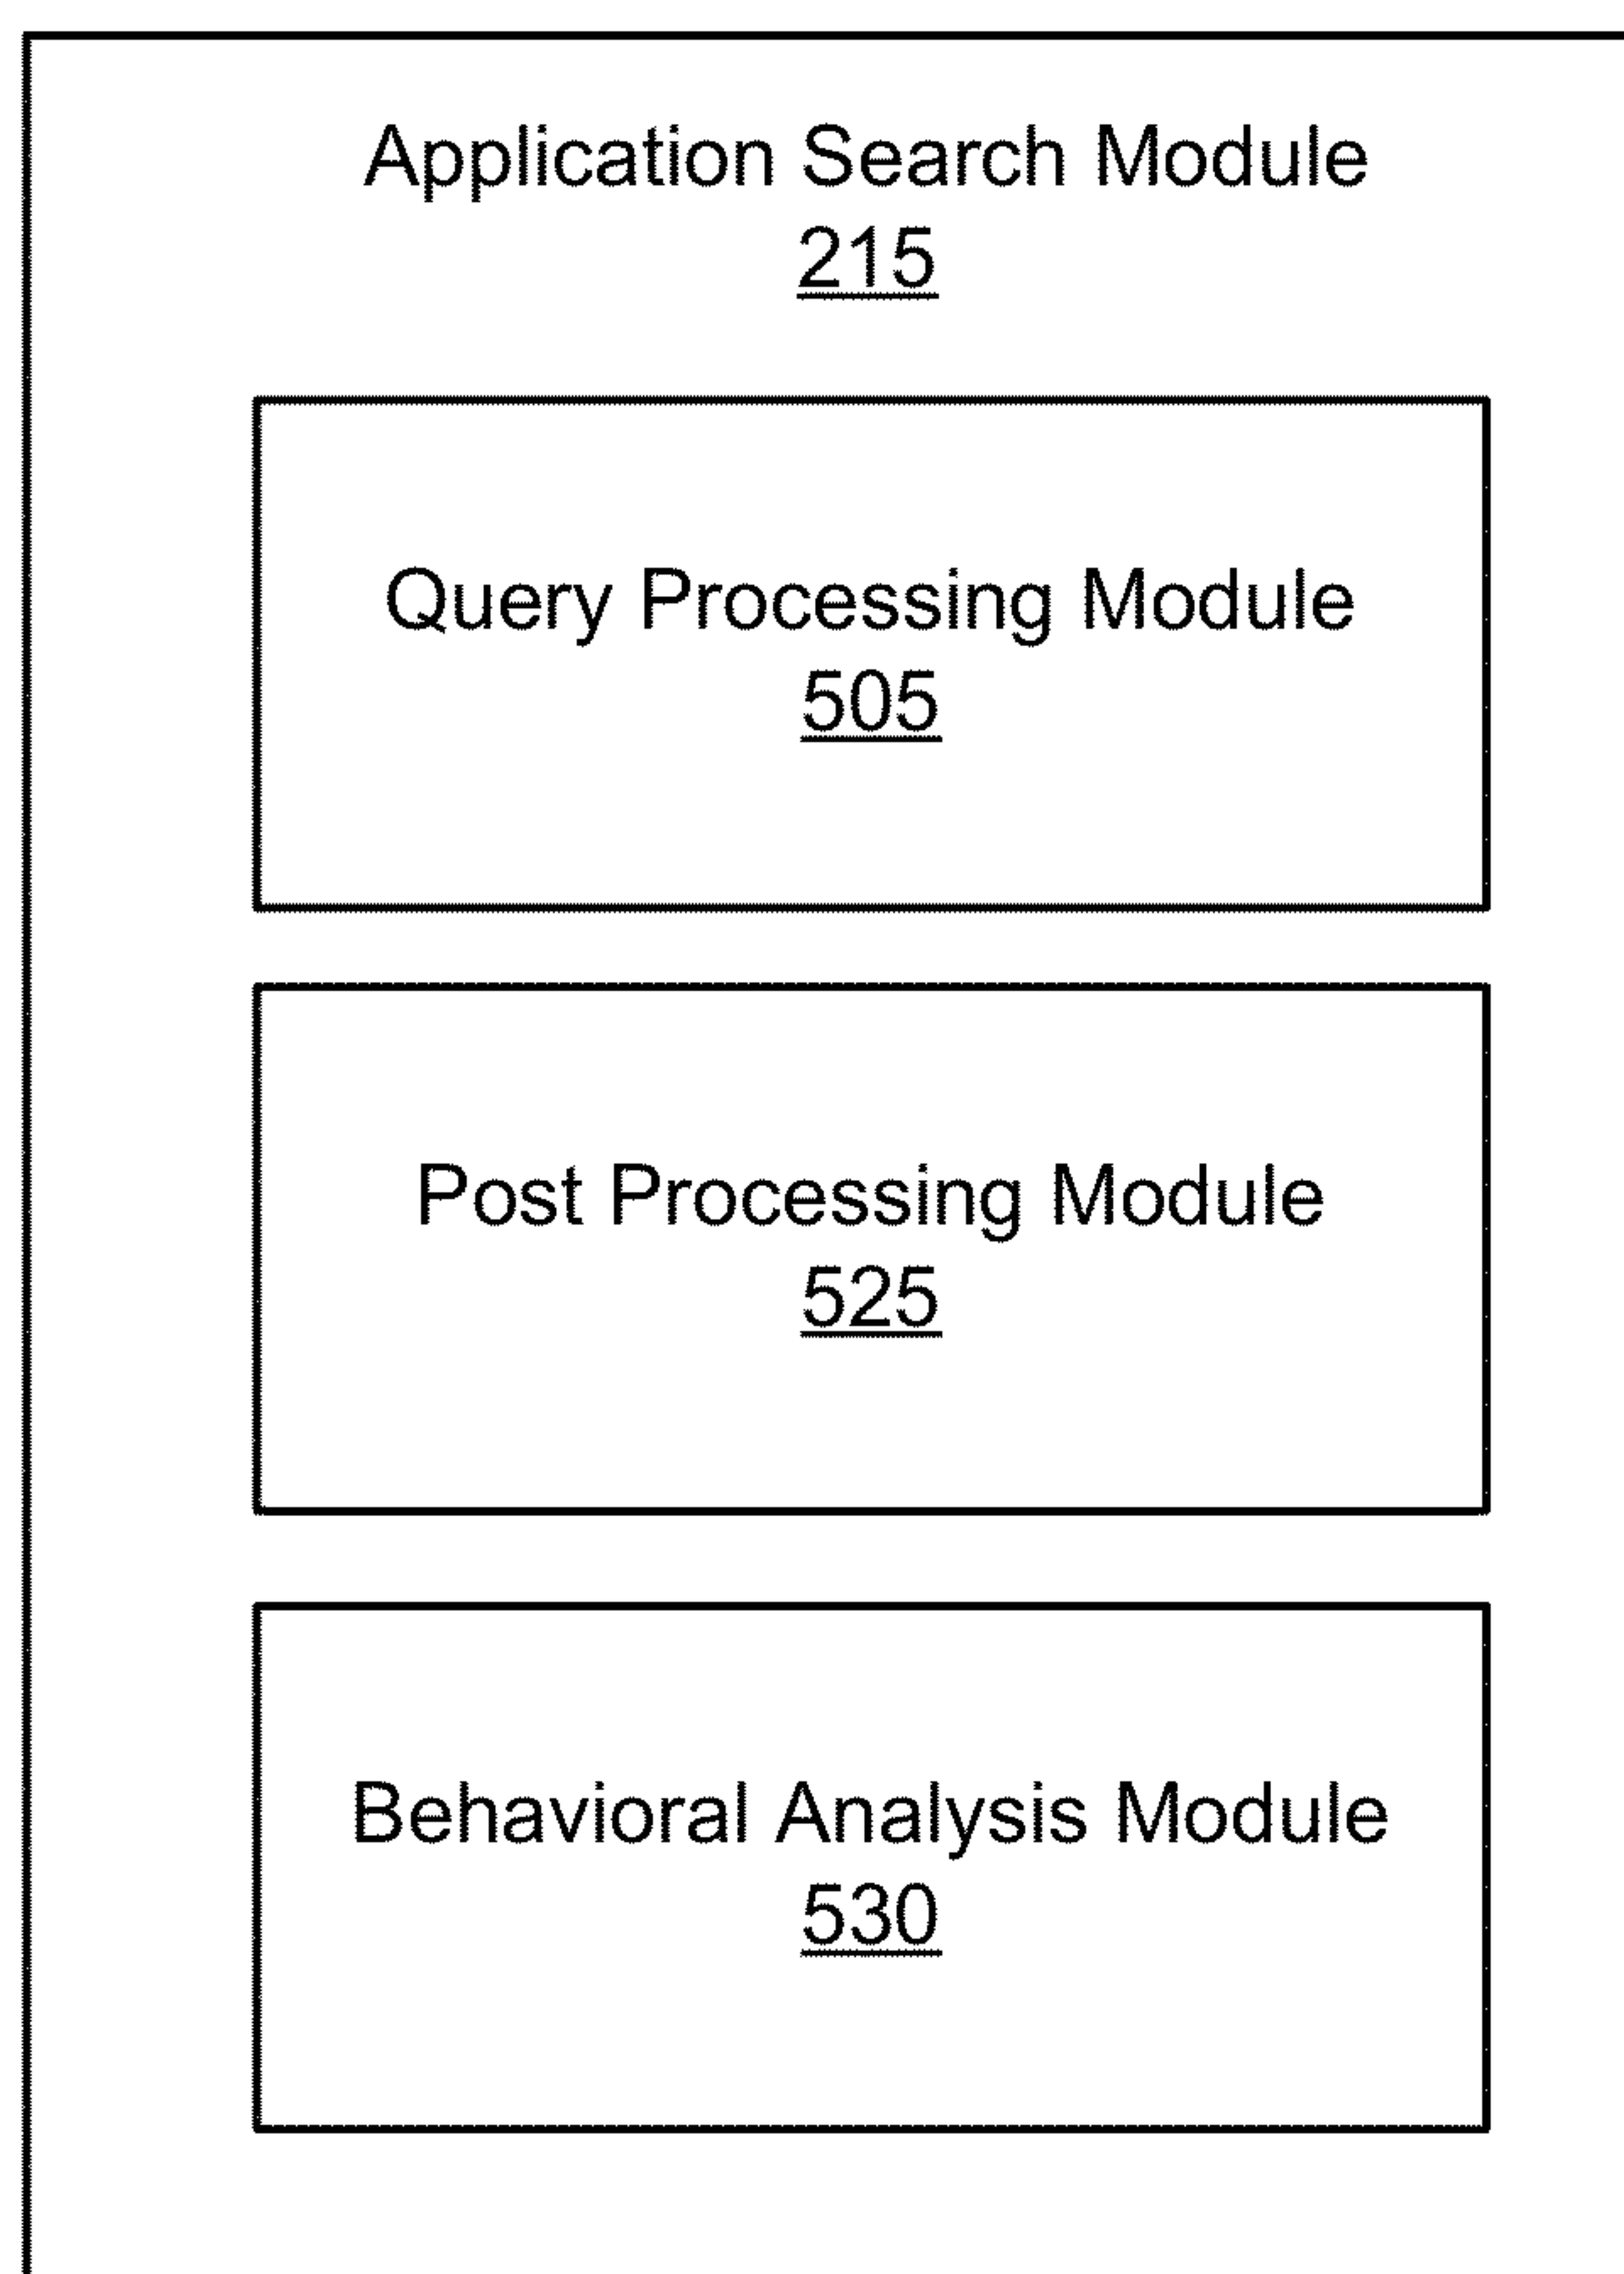 Application Search Module
215
Query Processing Module
505
Post Processing Module
525
Behavioral Analysis Module
530